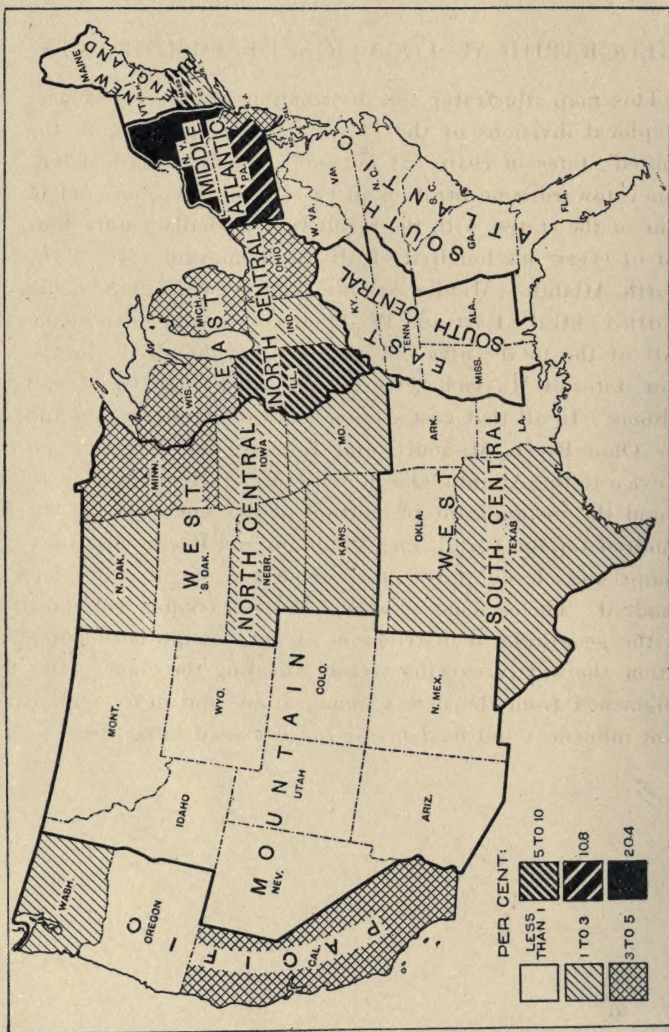 MAINE
NEW ENGLAND
VT.
MASS.
CT.
N.Y.
MIDDLE ATLANTIC
PA.
W. VA.
VA.
N.C.
S.C.
GA.
FLA.
SOUTH ATLANTIC
MICH.
WIS.
OHIO
IND.
ILL.
EAST NORTH CENTRAL
KY.
TENN.
ALA.
MISS.
EAST SOUTH CENTRAL
MINN.
IOWA
MO.
N. DAK.
S. DAK.
NEBR.
KANS.
WEST NORTH CENTRAL
ARK.
LA.
OKLA.
TEXAS
WEST SOUTH CENTRAL
MONT.
WYO.
COLO.
N. MEX.
IDAHO
UTAH
ARIZ.
NEV.
MOUNTAIN
WASH.
OREGON
CAL.
PACIFIC
PER CENT:
LESS THAN 1
1 TO 3
3 TO 5
5 TO 10
10.8
20.4